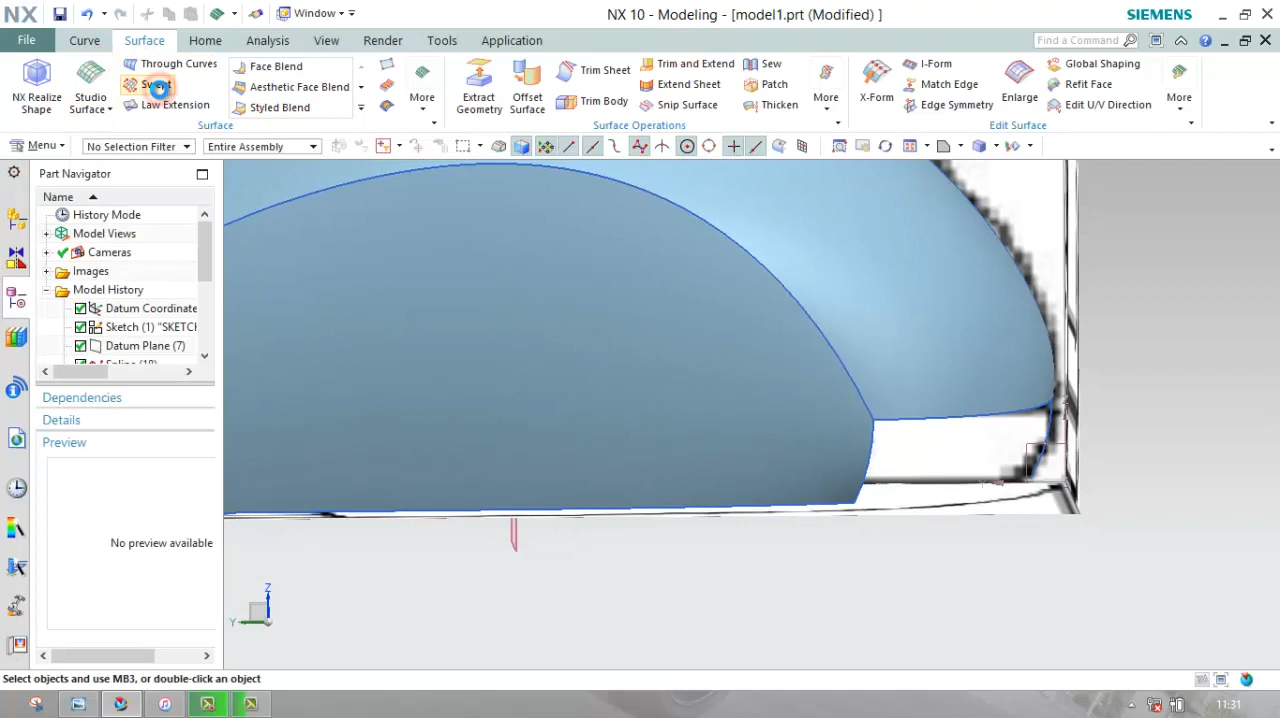 NX
Window
NX 10 - Modeling - [model1.prt (Modified) ]
SIEMENS
File
Curve
Surface
Home
Analysis
View
Render
Tools
Application
Find a Command
NX Realize
Shape
Studio
Surface
Through Curves
Law Extension
Face Blend
Aesthetic Face Blend
Styled Blend
More
Surface
Extract
Geometry
Offset
Surface
Trim Sheet
Trim Body
Trim and Extend
Extend Sheet
Snip Surface
Sew
Patch
Thicken
More
Surface Operations
X-Form
I-Form
Match Edge
Edge Symmetry
Enlarge
Global Shaping
Refit Face
Edit U/V Direction
More
Edit Surface
Menu
No Selection Filter
Entire Assembly
Part Navigator
Name
History Mode
Model Views
Cameras
Images
Model History
Datum Coordinate
Sketch (1) "SKETCH
Datum Plane (7)
Dependencies
Details
Preview
No preview available
Z
Y
Select objects and use MB3, or double-click an object
11:31